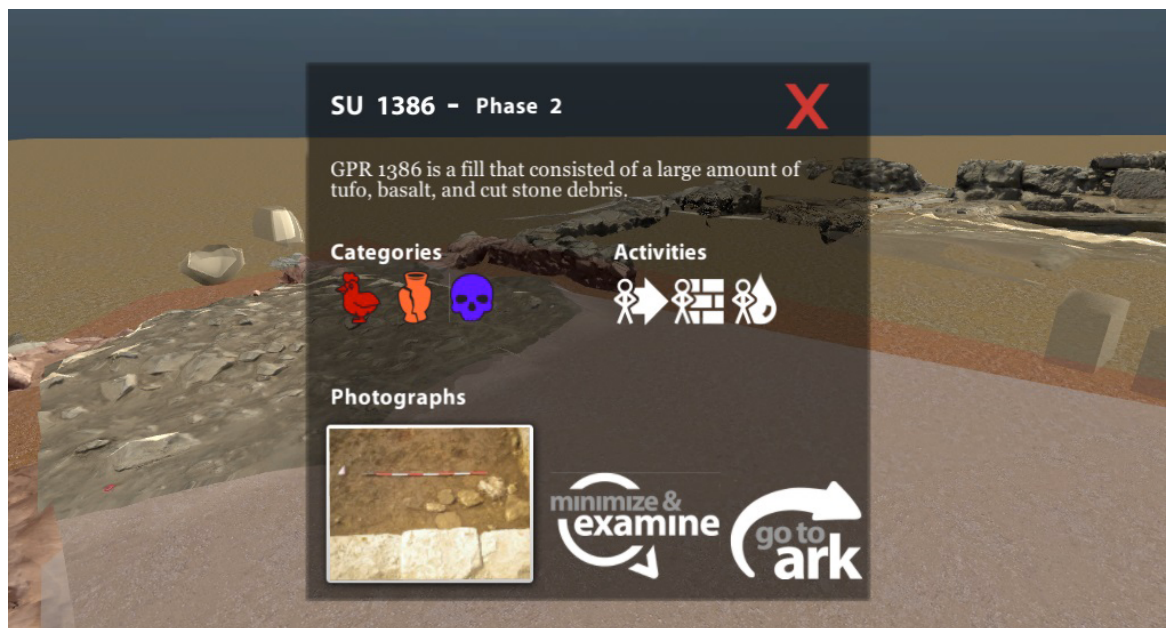 SU 1386 - Phase 2
X
GPR 1386 is a fill that consisted of a large amount of
tufo, basalt, and cut stone debris.
Categories
Activities
Photographs
minimize &
examine
go to
ark